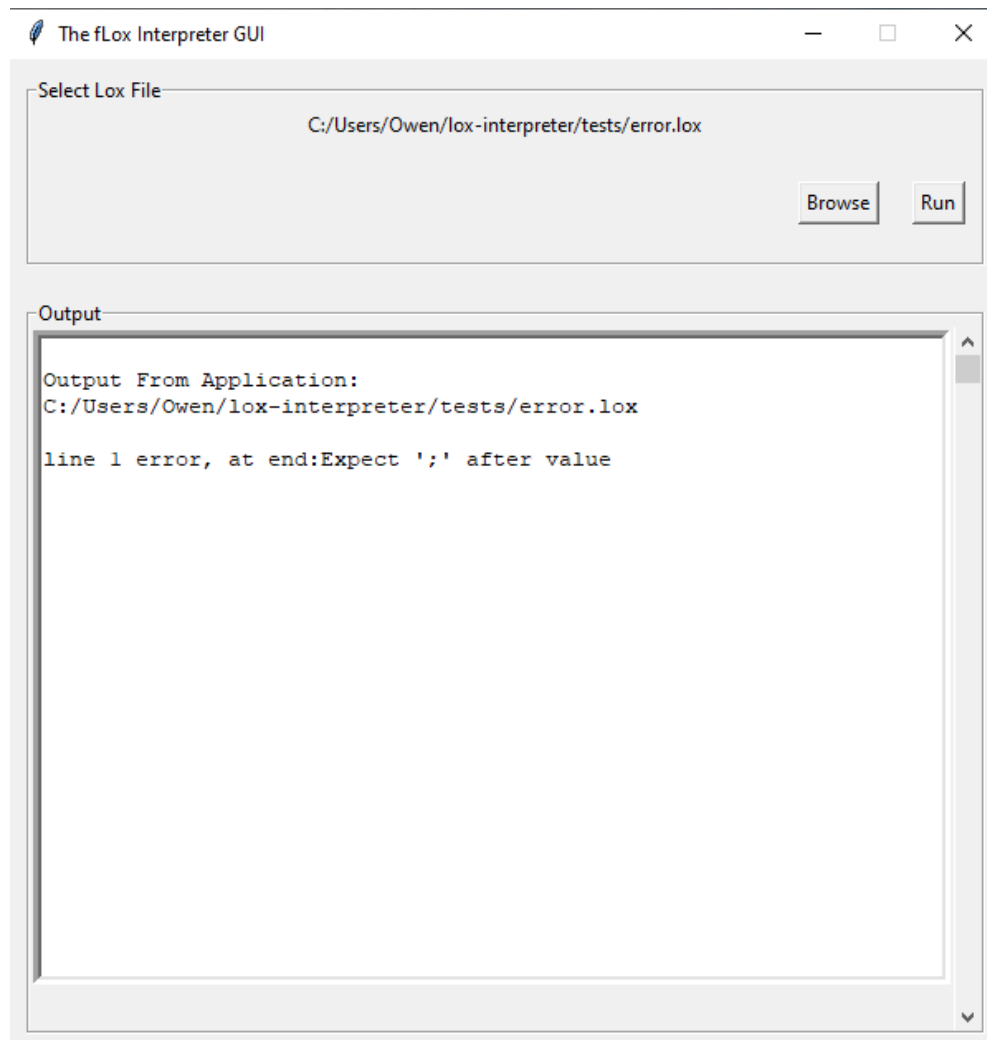 The fLox Interpreter GUI
Select Lox File
C:/Users/Owen/lox-interpreter/tests/error.lox
Browse Run
Output
Output From Application:
C:/Users/Owen/lox-interpreter/tests/error.lox
line 1 error, at end:Expect ';' after value